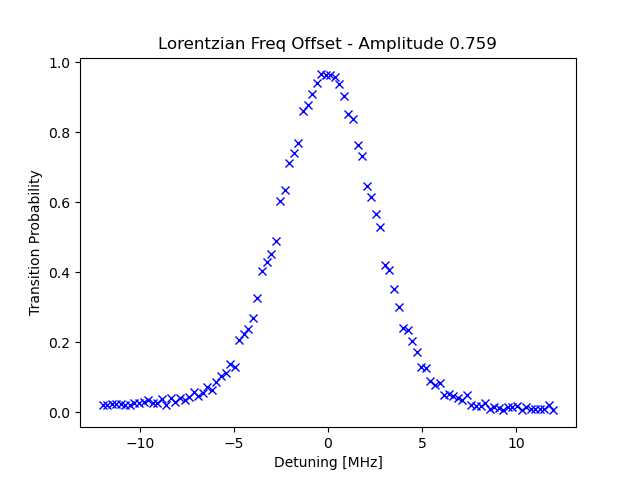 Lorentzian Freq Offset - Amplitude 0.759
Transition Probability
1.0
0.8
0.6
0.4
0.2
0.0
−10 −5 0 5 10
Detuning [MHz]